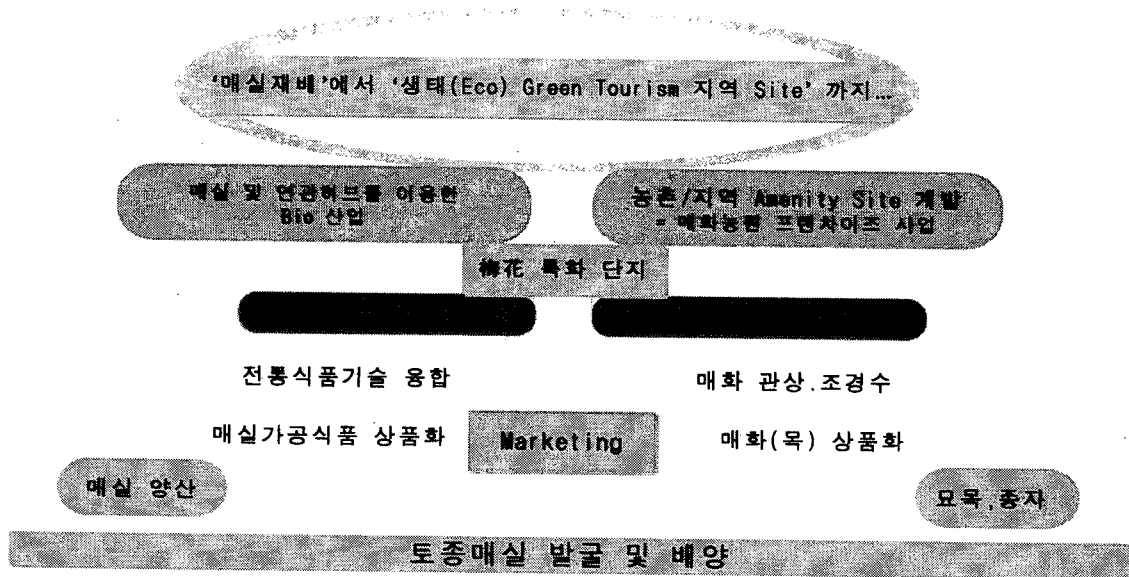 '매실재배'에서 '생태(Eco) Green Tourism 지역 Site' 까지...
매실 및 연관허브를 이용한
Bio 산업
농촌/지역 Amenity Site 개발
= 매화농원 프랜차이즈 사업
梅花 특화 단지
전통식품기술 융합
매화 관상.조경수
매실가공식품 상품화
Marketing
매화(목) 상품화
매실 양산
묘목,종자
토종매실 발굴 및 배양